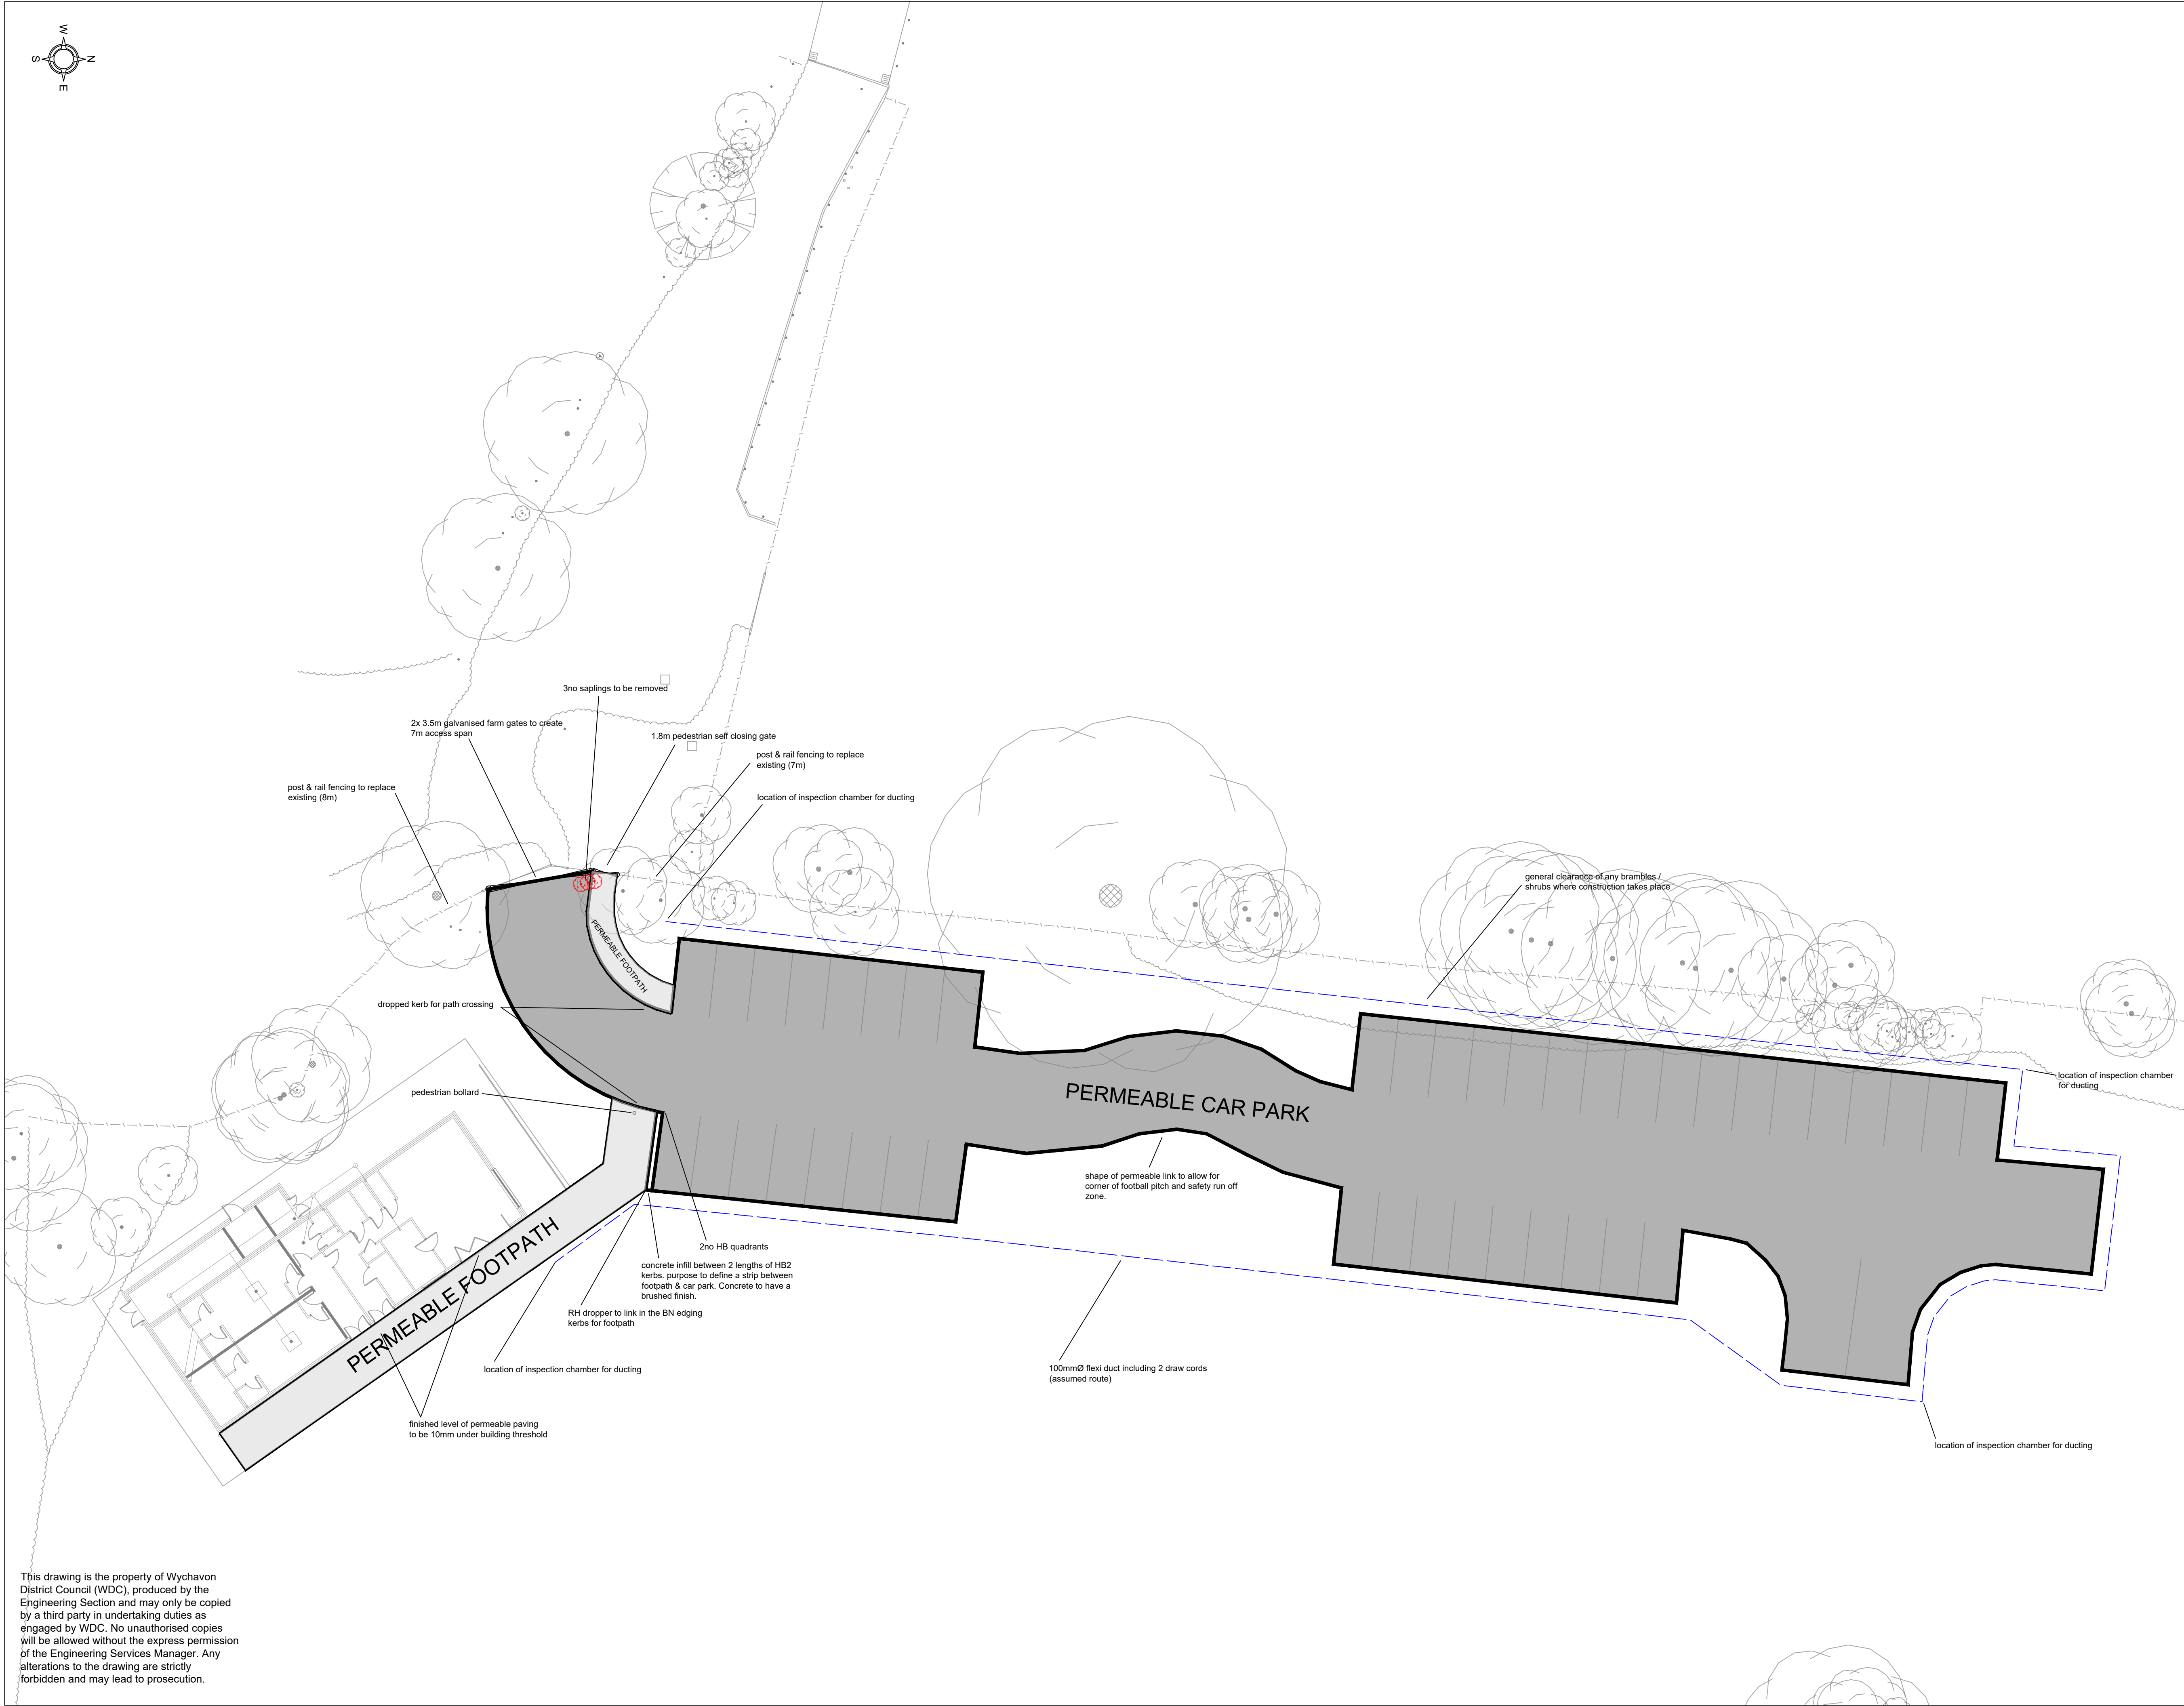 W
S
N
E
3no saplings to be removed
2x 3.5m galvanised farm gates to create
7m access span
1.8m pedestrian self closing gate
post & rail fencing to replace
existing (7m)
post & rail fencing to replace
existing (8m)
location of inspection chamber for ducting
general clearance of any brambles /
shrubs where construction takes place
PERMEABLE FOOTPATH
dropped kerb for path crossing
pedestrian bollard
PERMEABLE CAR PARK
location of inspection chamber
for ducting
shape of permeable link to allow for
corner of football pitch and safety run off
zone.
PERMEABLE FOOTPATH
2no HB quadrants
concrete infill between 2 lengths of HB2
kerbs. purpose to define a strip between
footpath & car park. Concrete to have a
brushed finish.
RH dropper to link in the BN edging
kerbs for footpath
location of inspection chamber for ducting
100mmØ flexi duct including 2 draw cords
(assumed route)
finished level of permeable paving
to be 10mm under building threshold
location of inspection chamber for ducting
This drawing is the property of Wychavon
District Council (WDC), produced by the
Engineering Section and may only be copied
by a third party in undertaking duties as
engaged by WDC. No unauthorised copies
will be allowed without the express permission
of the Engineering Services Manager. Any
alterations to the drawing are strictly
forbidden and may lead to prosecution.